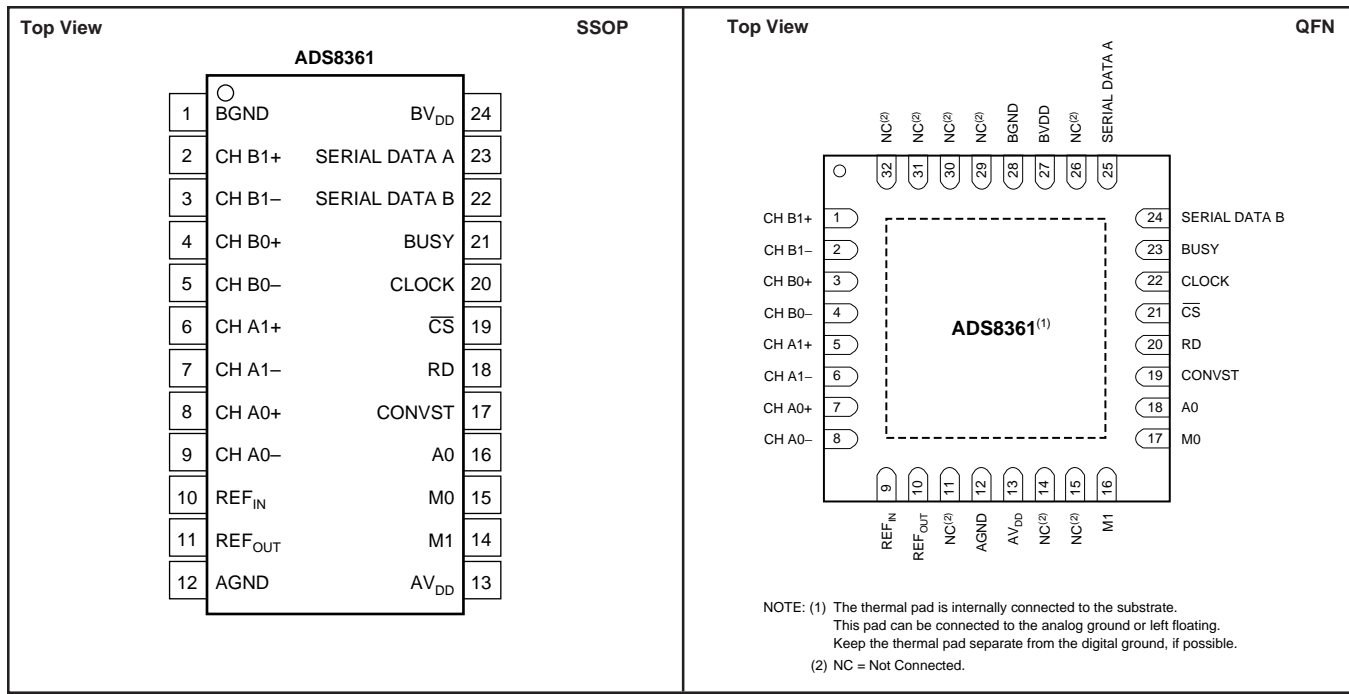 Top View SSOP
ADS8361
1 BGND BV_DD 24
2 CH B1+ SERIAL DATA A 23
3 CH B1– SERIAL DATA B 22
4 CH B0+ BUSY 21
5 CH B0– CLOCK 20
6 CH A1+ C̅S̅ 19
7 CH A1– RD 18
8 CH A0+ CONVST 17
9 CH A0– A0 16
10 REF_IN M0 15
11 REF_OUT M1 14
12 AGND AV_DD 13
Top View QFN
NC(2) NC(2) NC(2) NC(2) BGND BVDD NC(2) SERIAL DATA A
32 31 30 29 28 27 26 25
CH B1+ 1 24 SERIAL DATA B
CH B1– 2 23 BUSY
CH B0+ 3 22 CLOCK
CH B0– 4 21 C̅S̅
CH A1+ 5 20 RD
CH A1– 6 19 CONVST
CH A0+ 7 18 A0
CH A0– 8 17 M0
ADS8361(1)
9 10 11 12 13 14 15 16
REF_IN REF_OUT NC(2) AGND AV_DD NC(2) NC(2) M1
NOTE: (1) The thermal pad is internally connected to the substrate.
This pad can be connected to the analog ground or left floating.
Keep the thermal pad separate from the digital ground, if possible.
(2) NC = Not Connected.